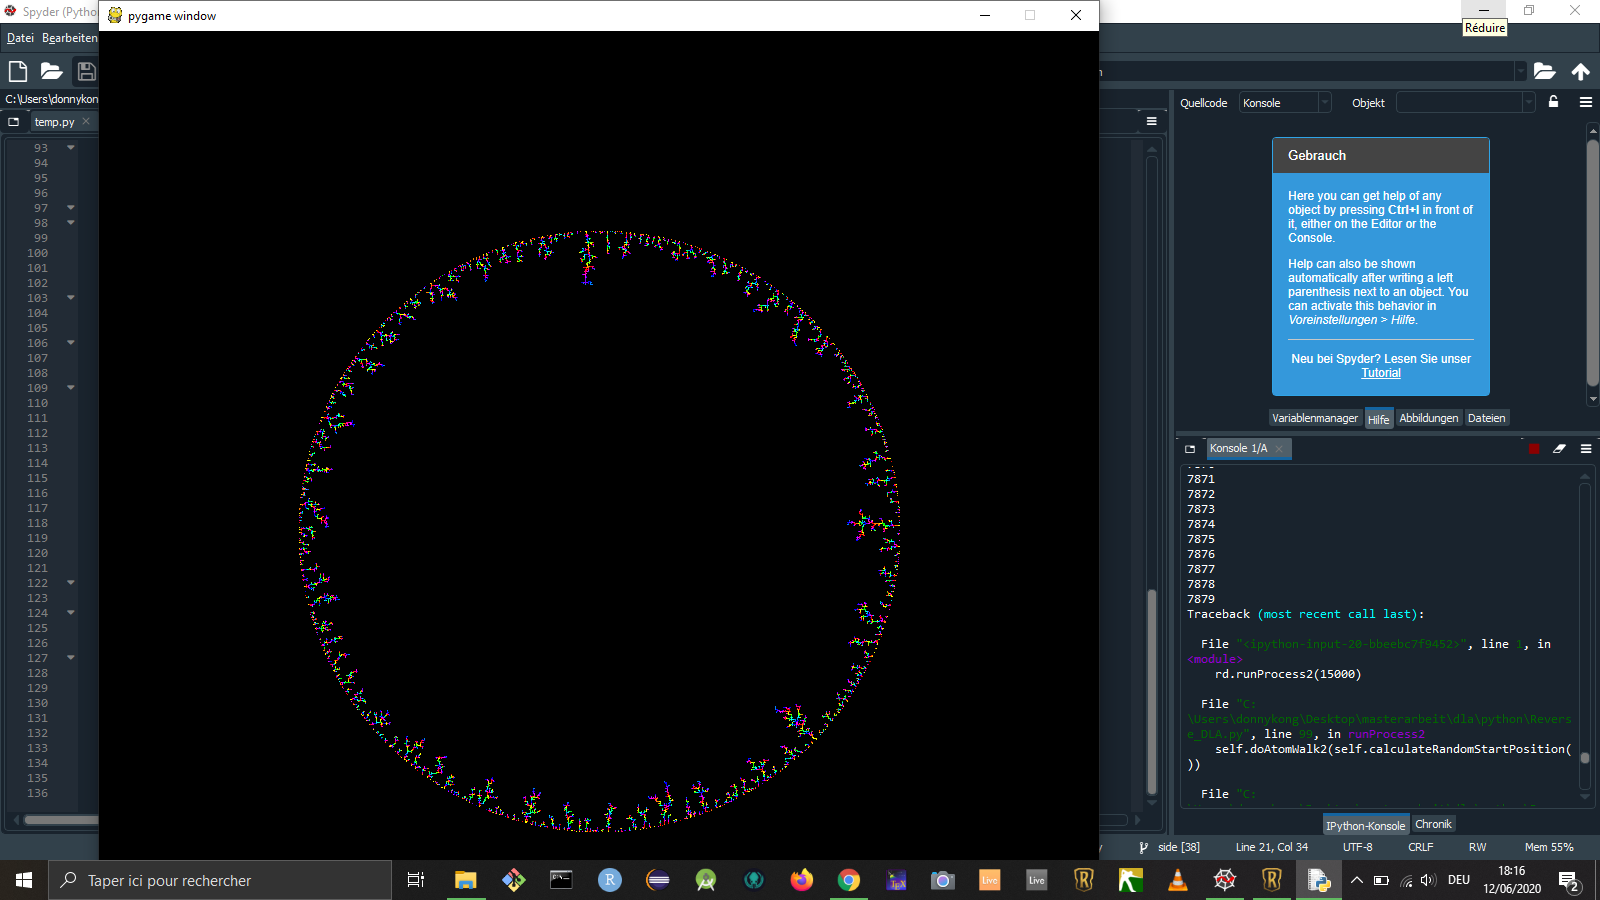 Spyder (Pytho
pygame window
Réduire
Datei Bearbeiten
C:\Users\donnykon
temp.py
93
94
95
96
97
98
99
100
101
102
103
104
105
106
107
108
109
110
111
112
113
114
115
116
117
118
119
120
121
122
123
124
125
126
127
128
129
130
131
132
133
134
135
136
Quellcode Konsole Objekt
Gebrauch
Here you can get help of any
object by pressing Ctrl+I in front of
it, either on the Editor or the
Console.
Help can also be shown
automatically after writing a left
parenthesis next to an object. You
can activate this behavior in
Voreinstellungen > Hilfe.
Neu bei Spyder? Lesen Sie unser
Tutorial
Variablenmanager Hilfe Abbildungen Dateien
Konsole 1/A
7871
7872
7873
7874
7875
7876
7877
7878
7879
Traceback (most recent call last):
File "<ipython-input-20-bbeebc7f9452>", line 1, in
<module>
rd.runProcess2(15000)
File "C:
\Users\donnykong\Desktop\masterarbeit\dla\python\Revers
e_DLA.py", line 99, in runProcess2
self.doAtomWalk2(self.calculateRandomStartPosition(
))
File "C:
IPython-Konsole Chronik
side [38] Line 21, Col 34 UTF-8 CRLF RW Mem 55%
Taper ici pour rechercher
R
TEX
Live
Live
DEU
18:16
12/06/2020
2